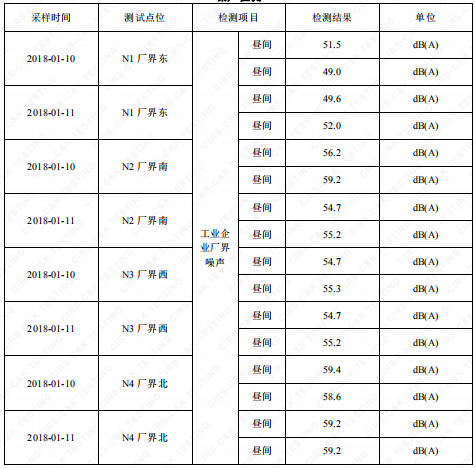 采样时间 测试点位 检测项目 检测结果 单位
2018-01-10 N1 厂界东 工业企业厂界噪声 昼间 51.5 dB(A)
昼间 49.0 dB(A)
2018-01-11 N1 厂界东 昼间 49.6 dB(A)
昼间 52.0 dB(A)
2018-01-10 N2 厂界南 昼间 56.2 dB(A)
昼间 59.2 dB(A)
2018-01-11 N2 厂界南 昼间 54.7 dB(A)
昼间 55.2 dB(A)
2018-01-10 N3 厂界西 昼间 54.7 dB(A)
昼间 55.3 dB(A)
2018-01-11 N3 厂界西 昼间 54.7 dB(A)
昼间 55.2 dB(A)
2018-01-10 N4 厂界北 昼间 59.4 dB(A)
昼间 58.6 dB(A)
2018-01-11 N4 厂界北 昼间 59.2 dB(A)
昼间 59.2 dB(A)